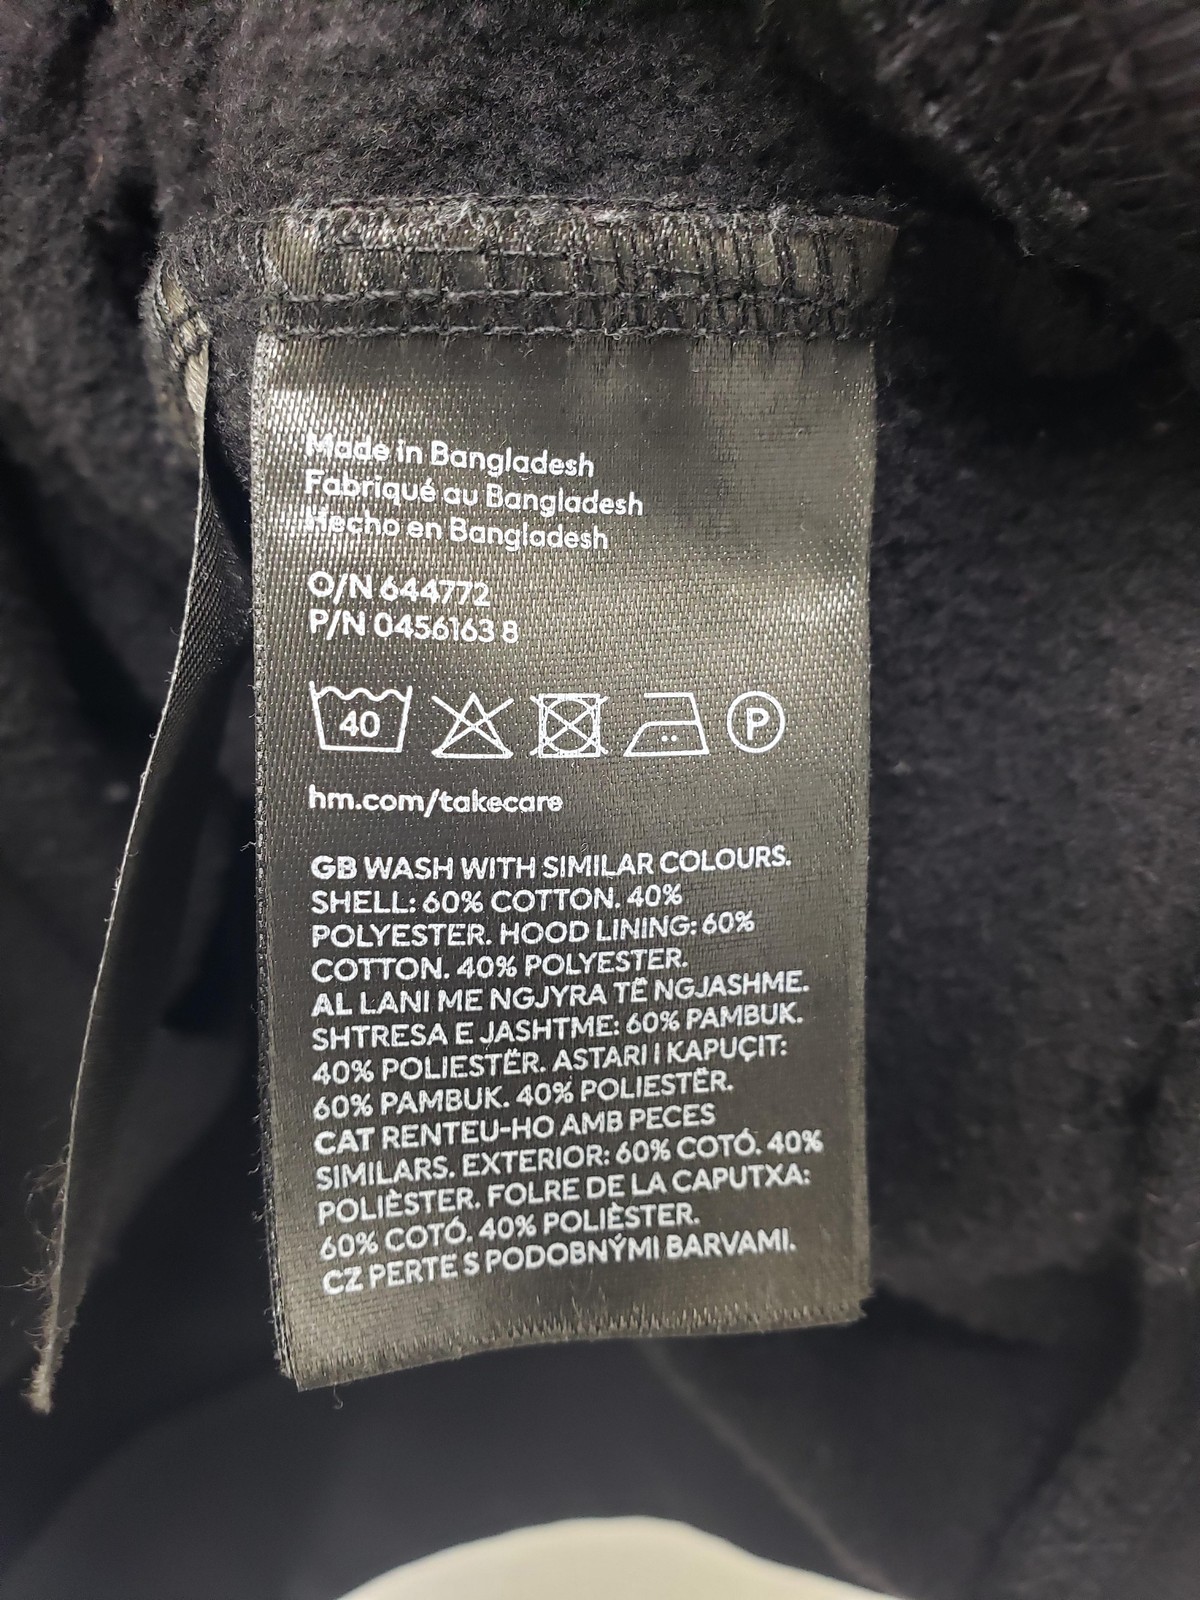 Made in Bangladesh
Fabriqué au Bangladesh
Hecho en Bangladesh
O/N 644772
P/N 0456163 8
40 P
hm.com/takecare
GB WASH WITH SIMILAR COLOURS.
SHELL: 60% COTTON. 40%
POLYESTER. HOOD LINING: 60%
COTTON. 40% POLYESTER.
AL LANI ME NGJYRA TË NGJASHME.
SHTRESA E JASHTME: 60% PAMBUK.
40% POLIESTËR. ASTARI I KAPUÇIT:
60% PAMBUK. 40% POLIESTËR.
CAT RENTEU-HO AMB PECES
SIMILARS. EXTERIOR: 60% COTÓ. 40%
POLIÈSTER. FOLRE DE LA CAPUTXA:
60% COTÓ. 40% POLIÈSTER.
CZ PERTE S PODOBNÝMI BARVAMI.